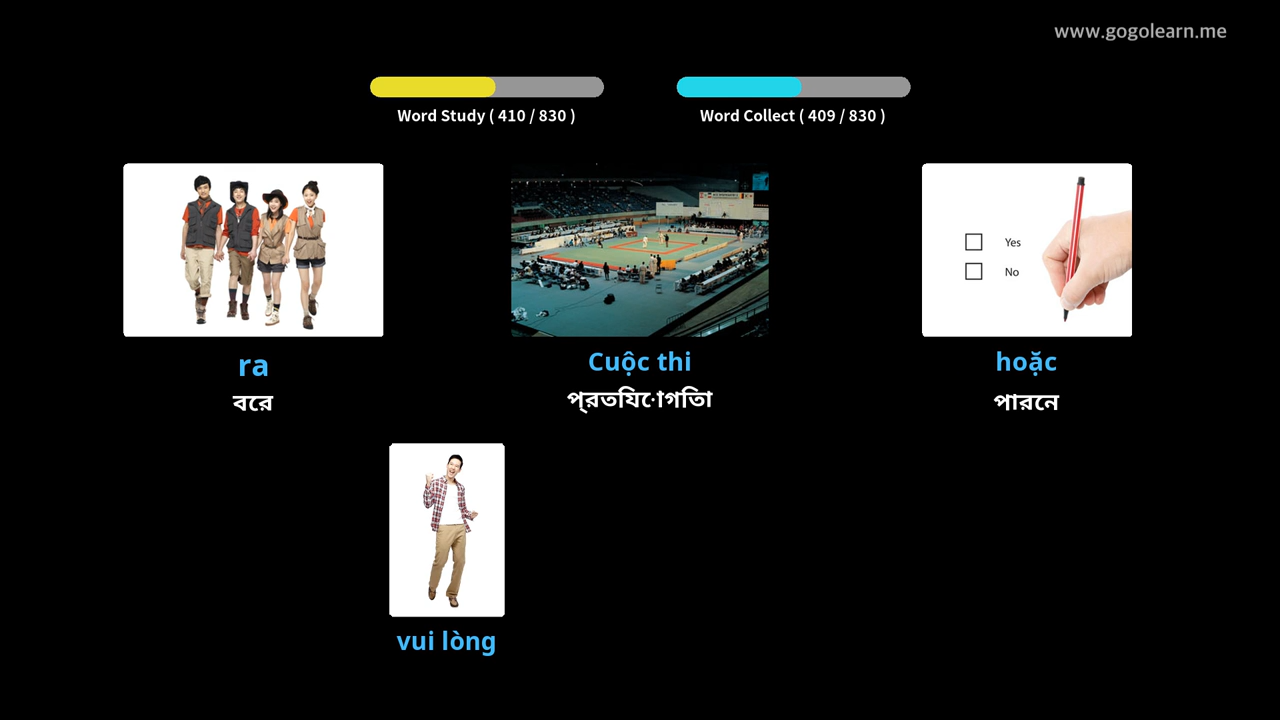 www.gogolearn.me
Word Study ( 410 / 830 )
Word Collect ( 409 / 830 )
Yes
No
ra
Cuộc thi
hoặc
বরে
প্রতযি·োগতিা
পারনে
vui lòng